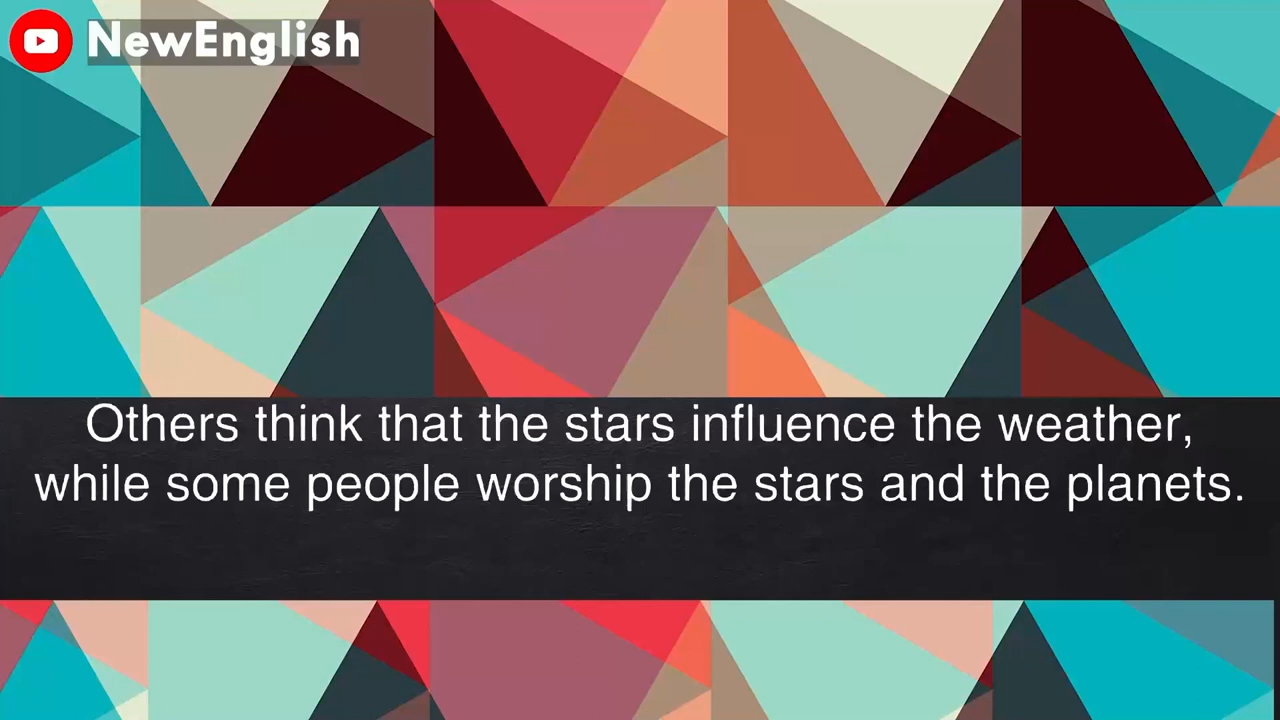 NewEnglish
Others think that the stars influence the weather,
while some people worship the stars and the planets.